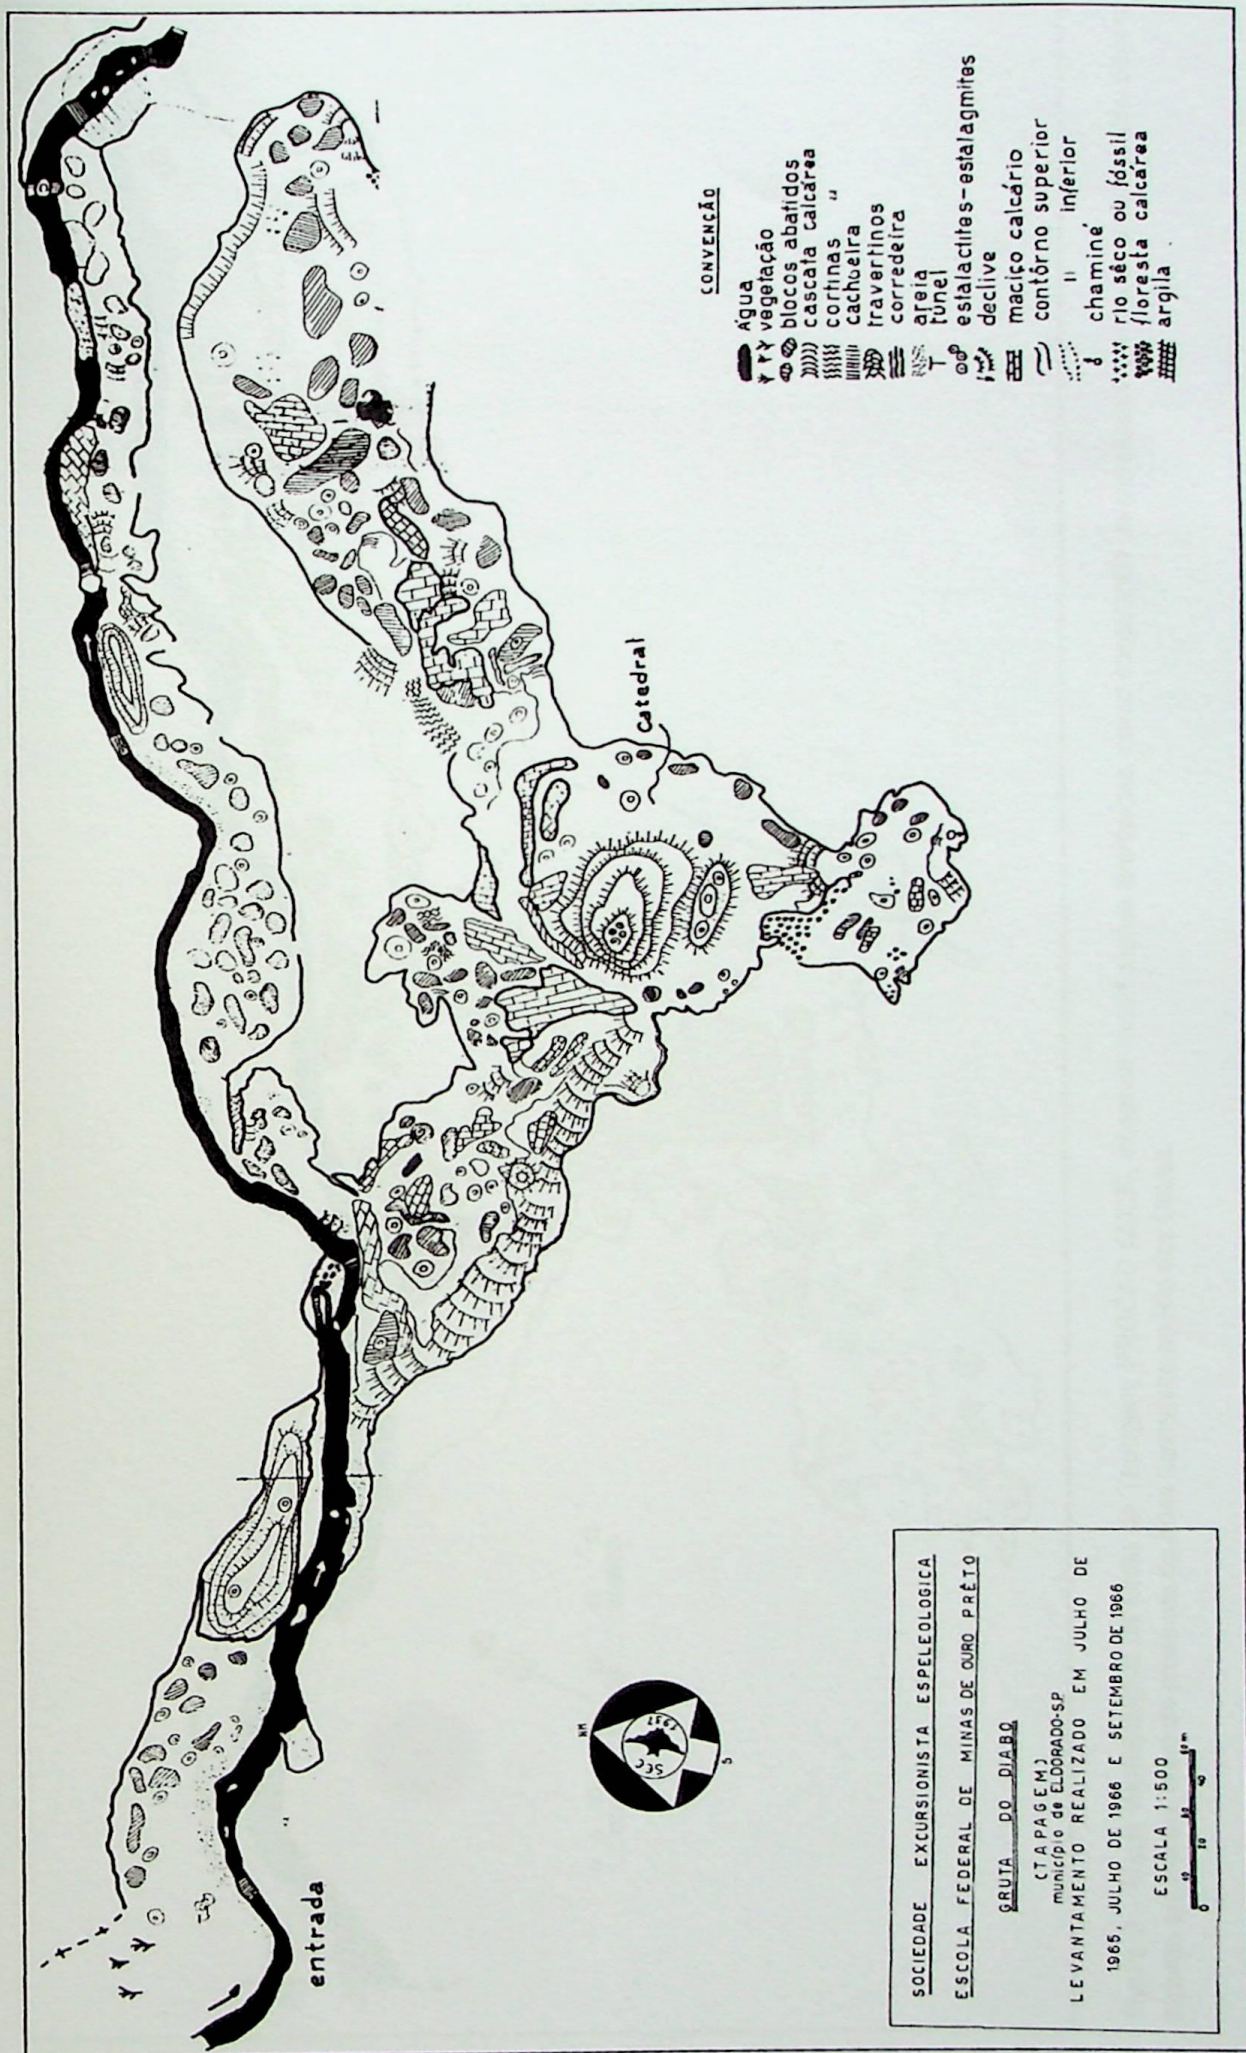 CONVENÇÃO
Água
vegetação
blocos abatidos
cascata calcárea
cortinas "
cachoeira
travertinos
corredeira
areia
tunel
estalactites-estalagmites
declive
maciço calcário
contôrno superior
" inferior
chaminé
rio sêco ou fóssil
floresta calcárea
argila
catedral
entrada
NM
SEE
1937
S
SOCIEDADE EXCURSIONISTA ESPELEOLOGICA
ESCOLA FEDERAL DE MINAS DE OURO PRÊTO
GRUTA DO DIABO
(TAPAGEM)
município de ELDORADO-S.P.
LEVANTAMENTO REALIZADO EM JULHO DE
1965, JULHO DE 1966 E SETEMBRO DE 1966
ESCALA 1:500